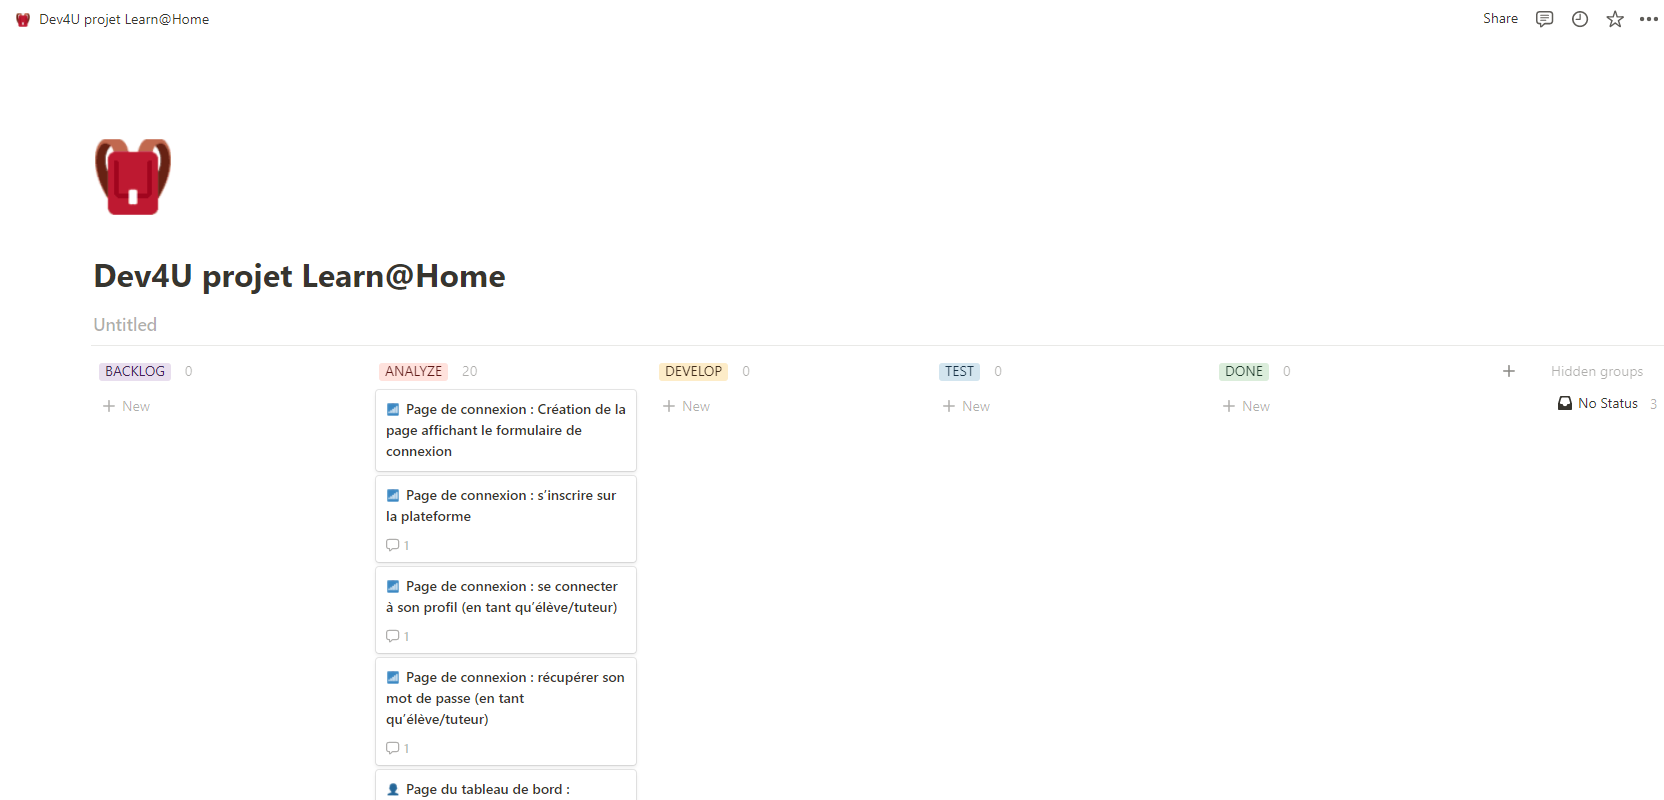 Dev4U projet Learn@Home
Share
Dev4U projet Learn@Home
Untitled
BACKLOG 0
+ New
ANALYZE 20
Page de connexion : Création de la
page affichant le formulaire de
connexion
Page de connexion : s'inscrire sur
la plateforme
1
Page de connexion : se connecter
à son profil (en tant qu'élève/tuteur)
1
Page de connexion : récupérer son
mot de passe (en tant
qu'élève/tuteur)
1
Page du tableau de bord :
DEVELOP 0
+ New
TEST 0
+ New
DONE 0
+ New
Hidden groups
No Status 3